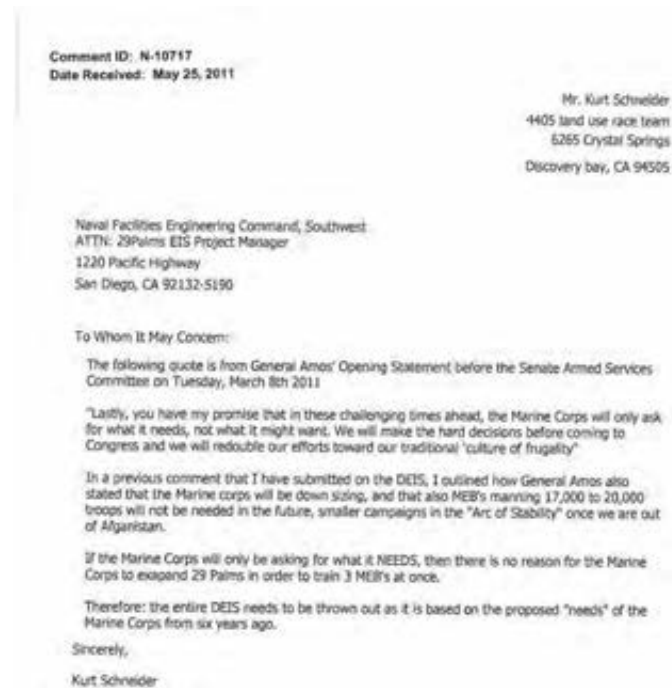 Comment ID: N-10717
Date Received: May 25, 2011
Mr. Kurt Schneider
4405 land use race team
6265 Crystal Springs
Discovery bay, CA 94505
Naval Facilities Engineering Command, Southwest
ATTN: 29Palms EIS Project Manager
1220 Pacific Highway
San Diego, CA 92132-5190
To Whom It May Concern:
The following quote is from General Amos' Opening Statement before the Senate Armed Services
Committee on Tuesday, March 8th 2011
"Lastly, you have my promise that in these challenging times ahead, the Marine Corps will only ask
for what it needs, not what it might want. We will make the hard decisions before coming to
Congress and we will redouble our efforts toward our traditional 'culture of frugality"
In a previous comment that I have submitted on the DEIS, I outlined how General Amos also
stated that the Marine corps will be down sizing, and that also MEB's manning 17,000 to 20,000
troops will not be needed in the future, smaller campaigns in the "Arc of Stability" once we are out
of Afganistan.
If the Marine Corps will only be asking for what it NEEDS, then there is no reason for the Marine
Corps to exapand 29 Palms in order to train 3 MEB's at once.
Therefore: the entire DEIS needs to be thrown out as it is based on the proposed "needs" of the
Marine Corps from six years ago.
Sincerely,
Kurt Schneider